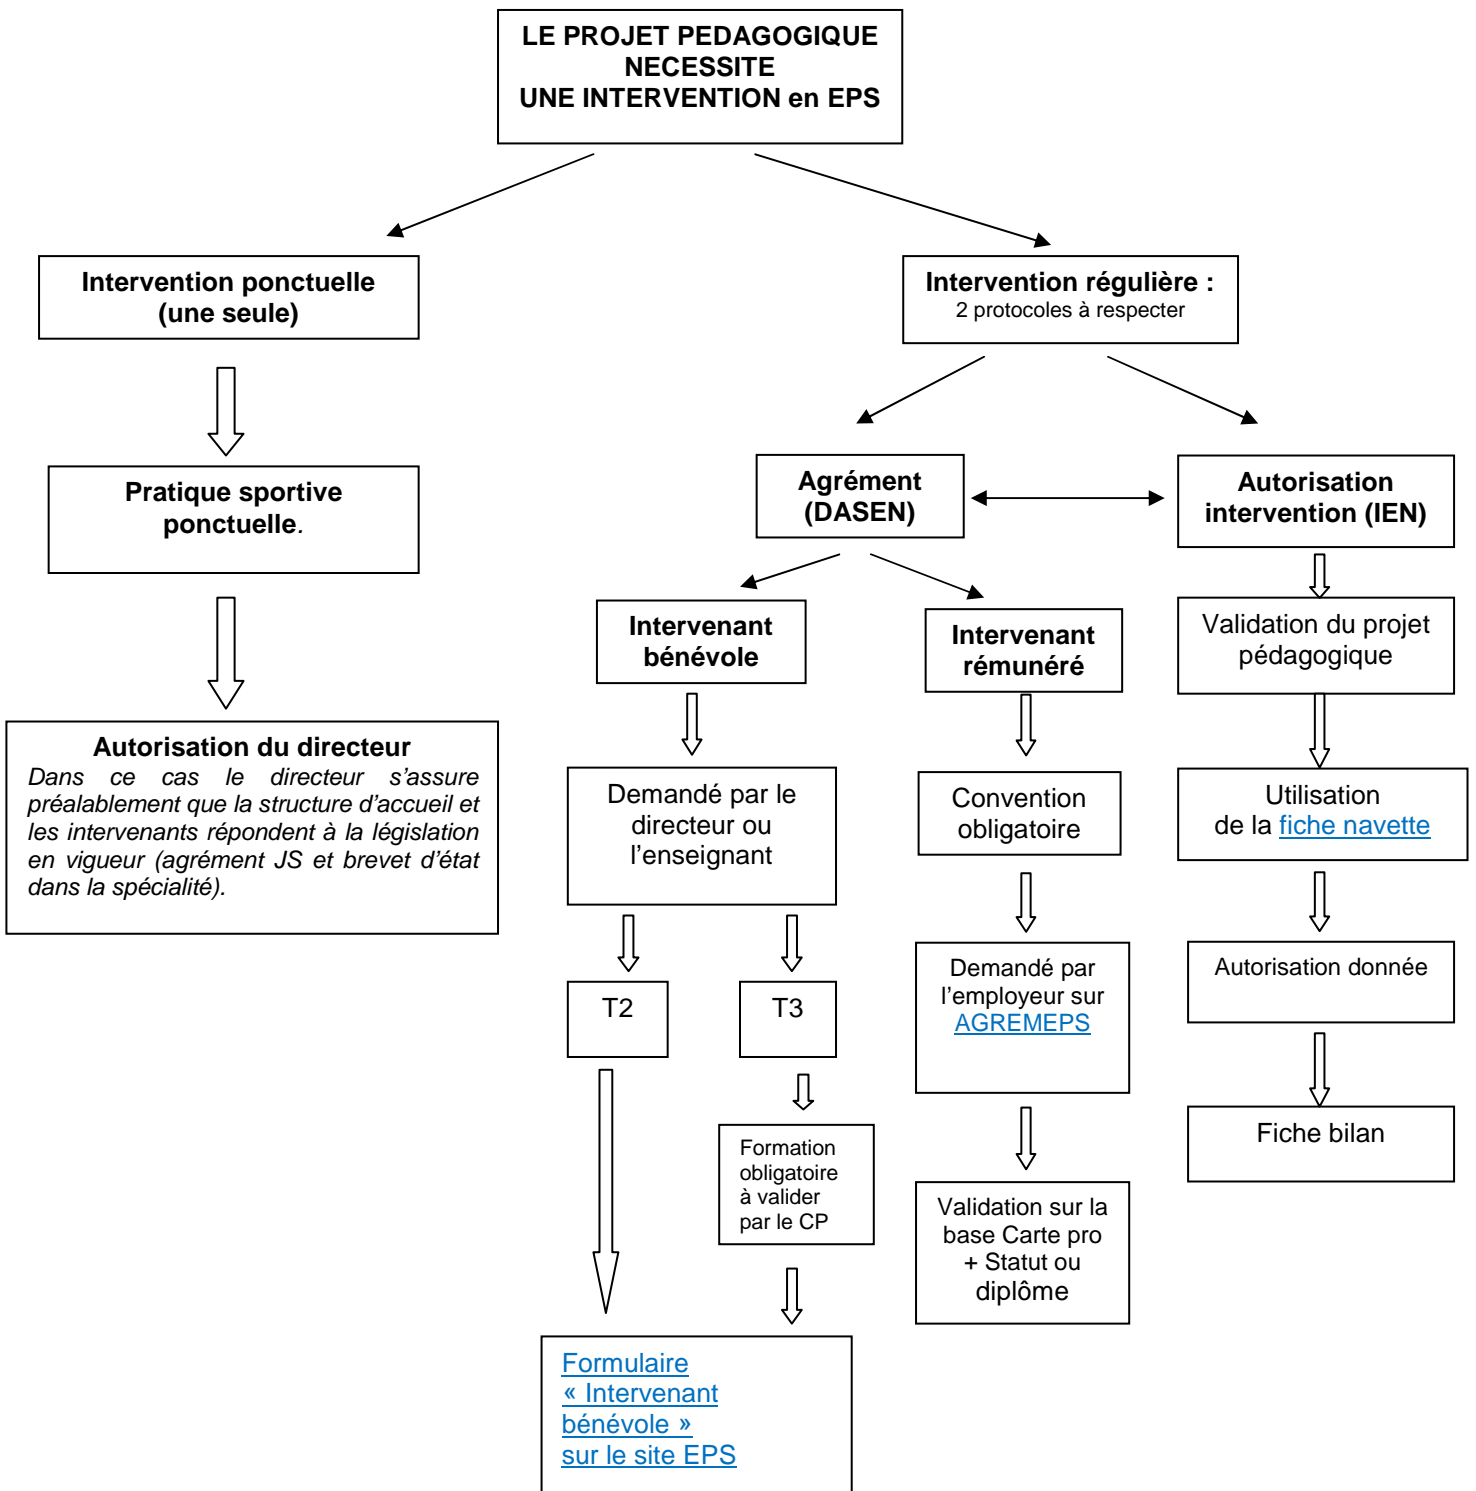 LE PROJET PEDAGOGIQUE
NECESSITE
UNE INTERVENTION en EPS
Intervention ponctuelle
(une seule)
Intervention régulière :
2 protocoles à respecter
Pratique sportive
ponctuelle.
Agrément
(DASEN)
Autorisation
intervention (IEN)
Autorisation du directeur
Dans ce cas le directeur s’assure
préalablement que la structure d’accueil et
les intervenants répondent à la législation
en vigueur (agrément JS et brevet d’état
dans la spécialité).
Intervenant
bénévole
Intervenant
rémunéré
Validation du projet
pédagogique
Demandé par le
directeur ou
l’enseignant
Convention
obligatoire
Utilisation
de la fiche navette
T2
T3
Demandé par
l’employeur sur
AGREMEPS
Autorisation donnée
Formation
obligatoire
à valider
par le CP
Fiche bilan
Validation sur la
base Carte pro
+ Statut ou
diplôme
Formulaire
« Intervenant
bénévole »
sur le site EPS